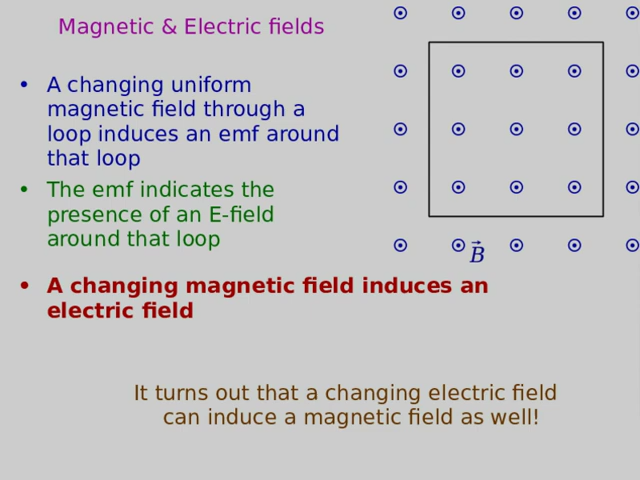 Magnetic & Electric fields
• A changing uniform
magnetic field through a
loop induces an emf around
that loop
• The emf indicates the
presence of an E-field
around that loop
B⃗
• A changing magnetic field induces an
electric field
It turns out that a changing electric field
can induce a magnetic field as well!